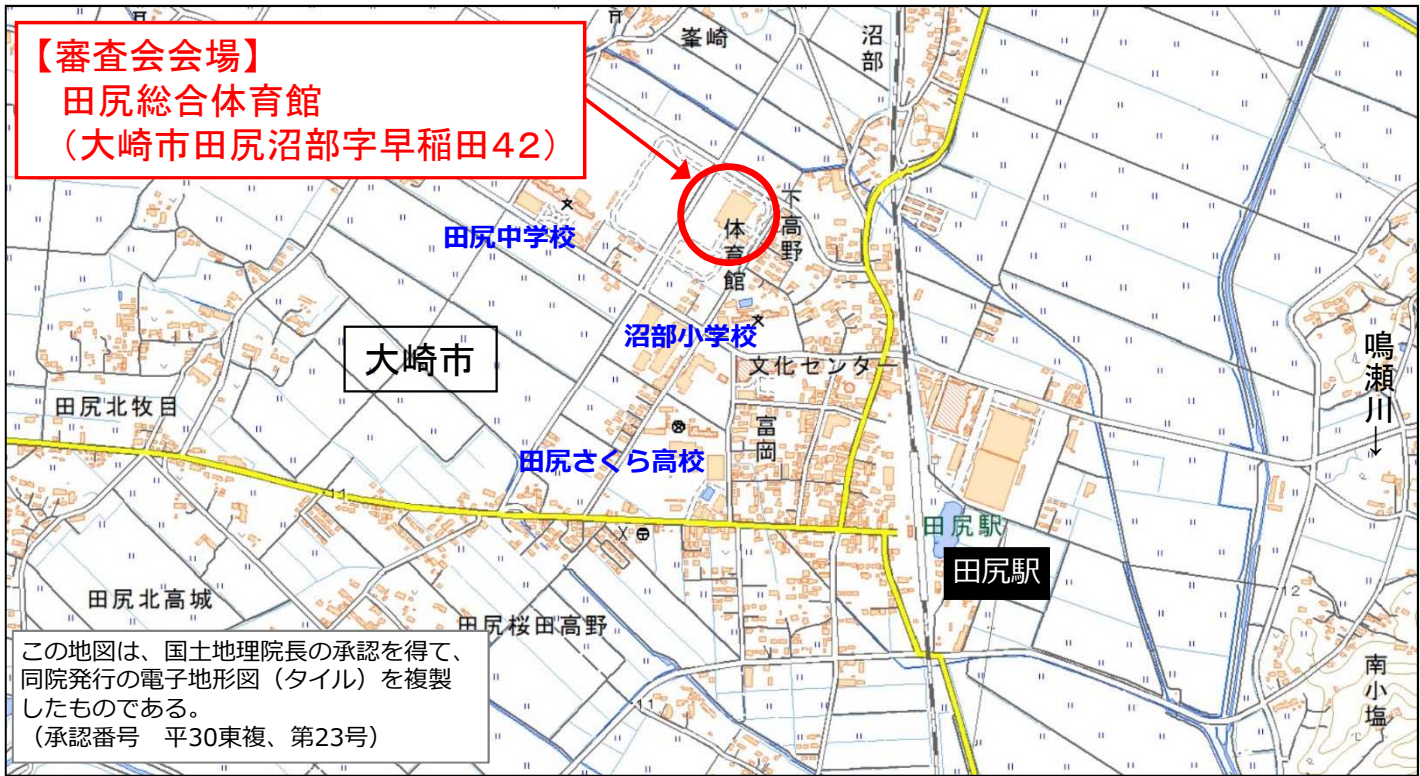 【審査会会場】
田尻総合体育館
（大崎市田尻沼部字早稲田４２）
峯崎
沼部
下高野
体育館
田尻中学校
沼部小学校
文化センター
大崎市
鳴瀬川→
田尻北牧目
富岡
田尻さくら高校
11
田尻駅
田尻駅
12
田尻北高城
田尻桜田高野
南小塩
11
この地図は、国土地理院長の承認を得て、
同院発行の電子地形図（タイル）を複製
したものである。
（承認番号　平30東複、第23号）